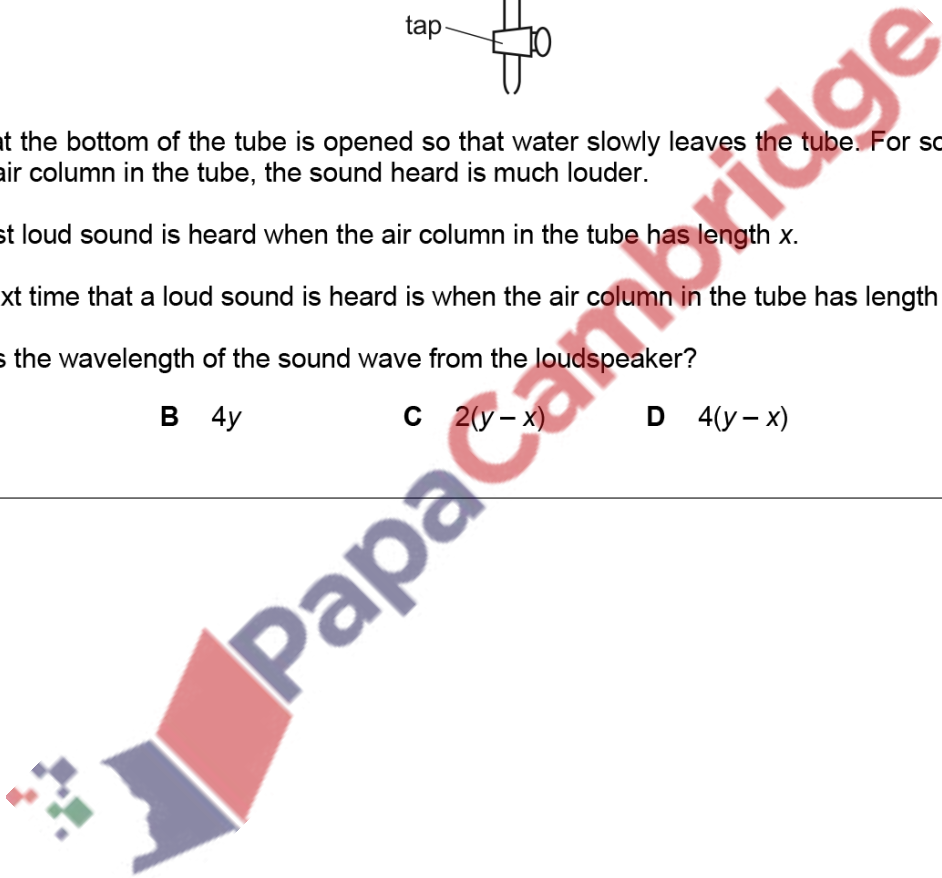 tap
at the bottom of the tube is opened so that water slowly leaves the tube. For so
air column in the tube, the sound heard is much louder.
st loud sound is heard when the air column in the tube has length x.
xt time that a loud sound is heard is when the air column in the tube has length
s the wavelength of the sound wave from the loudspeaker?
B 4y C 2(y – x) D 4(y – x)
PapaCambridge